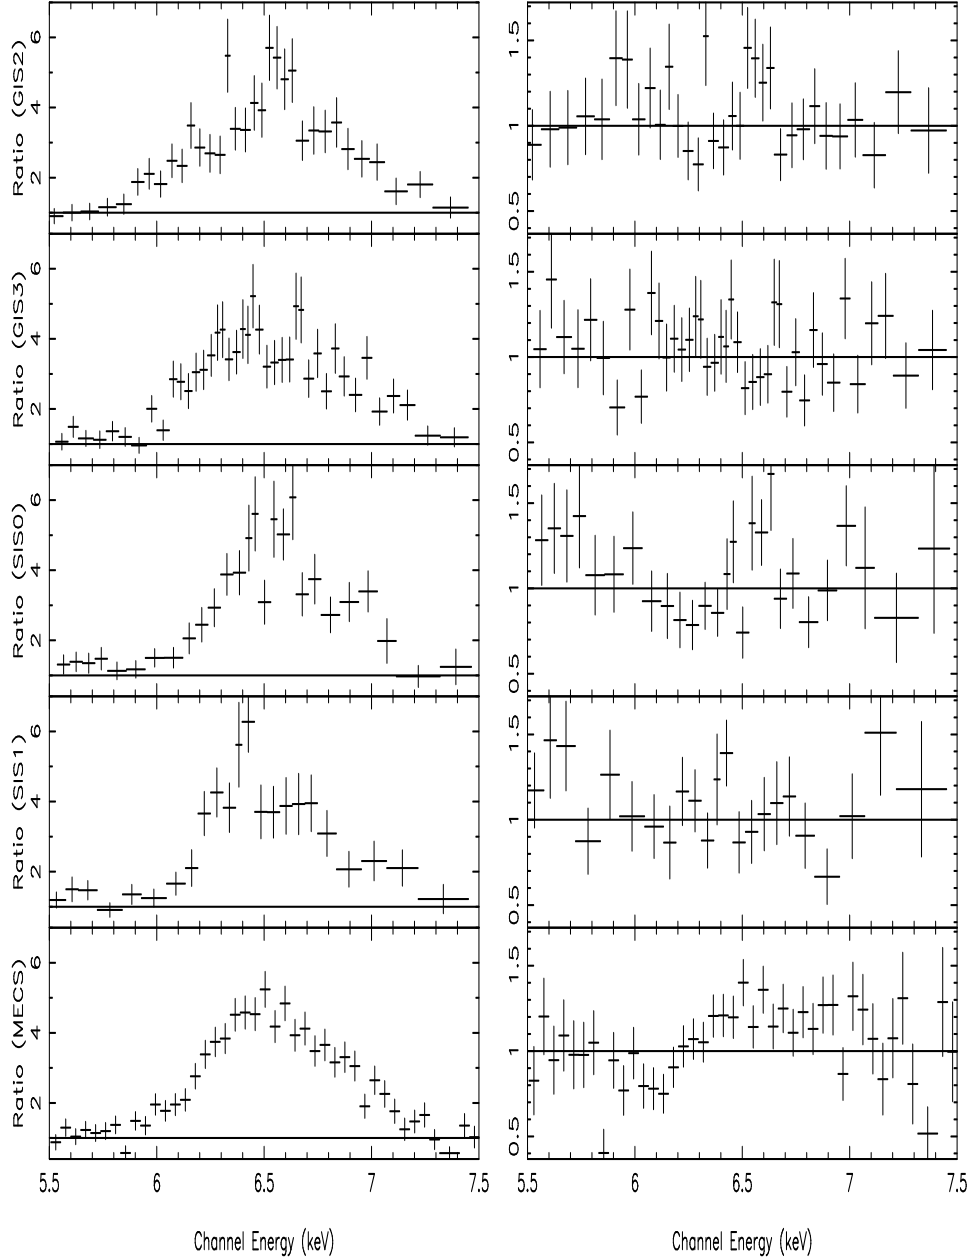 Ratio (GIS2)
2 4 6
0.5 1 1.5
Ratio (GIS3)
2 4 6
0.5 1 1.5
Ratio (SIS0)
2 4 6
0.5 1 1.5
Ratio (SIS1)
2 4 6
0.5 1 1.5
Ratio (MECS)
2 4 6
0.5 1 1.5
5.5 6 6.5 7 7.5
5.5 6 6.5 7 7.5
Channel Energy (keV)
Channel Energy (keV)